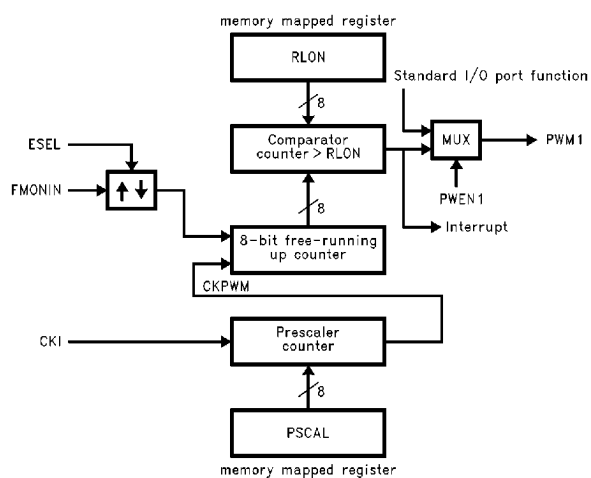 memory mapped register
RLON
8
Standard I/O port function
ESEL
Comparator
counter > RLON
MUX
PWM1
FMONIN
PWEN1
8
Interrupt
8-bit free-running
up counter
CKPWM
CKI
Prescaler
counter
8
PSCAL
memory mapped register